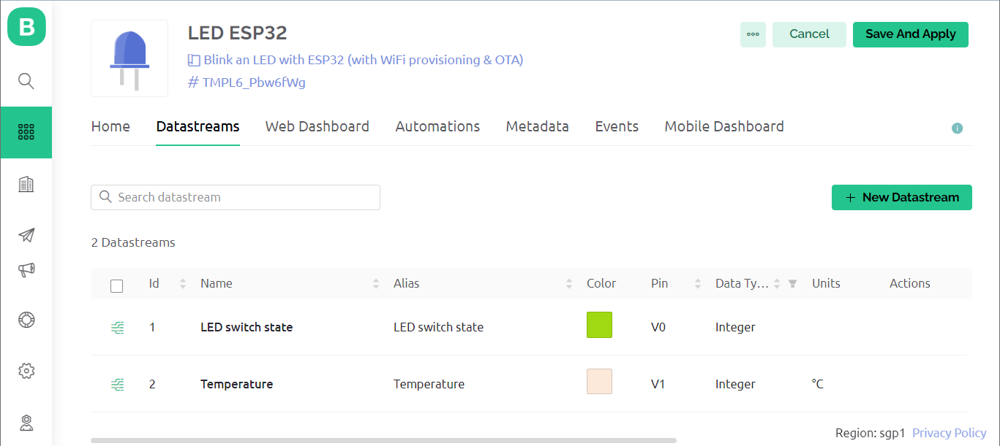 B
LED ESP32
Cancel
Save And Apply
Blink an LED with ESP32 (with WiFi provisioning & OTA)
# TMPL6_Pbw6fWg
Home Datastreams Web Dashboard Automations Metadata Events Mobile Dashboard
Search datastream
+ New Datastream
2 Datastreams
Id Name Alias Color Pin Data Ty... Units Actions
1 LED switch state LED switch state V0 Integer
2 Temperature Temperature V1 Integer °C
Region: sgp1 Privacy Policy